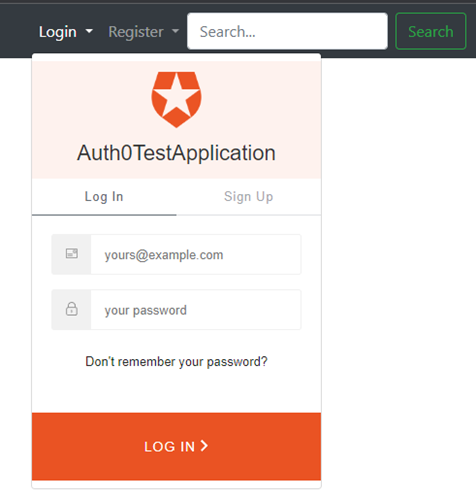 Login Register Search... Search
Auth0TestApplication
Log In Sign Up
yours@example.com
your password
Don't remember your password?
LOG IN